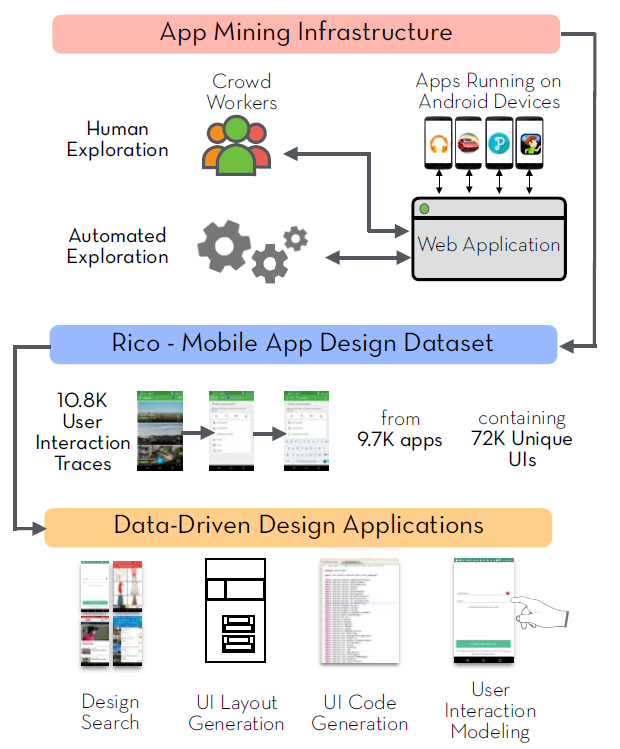 App Mining Infrastructure
Crowd
Workers
Apps Running on
Android Devices
Human
Exploration
Automated
Exploration
Web Application
Rico - Mobile App Design Dataset
10.8K
User
Interaction
Traces
from
9.7K apps
containing
72K Unique
UIs
Data-Driven Design Applications
Design
Search
UI Layout
Generation
UI Code
Generation
User
Interaction
Modeling